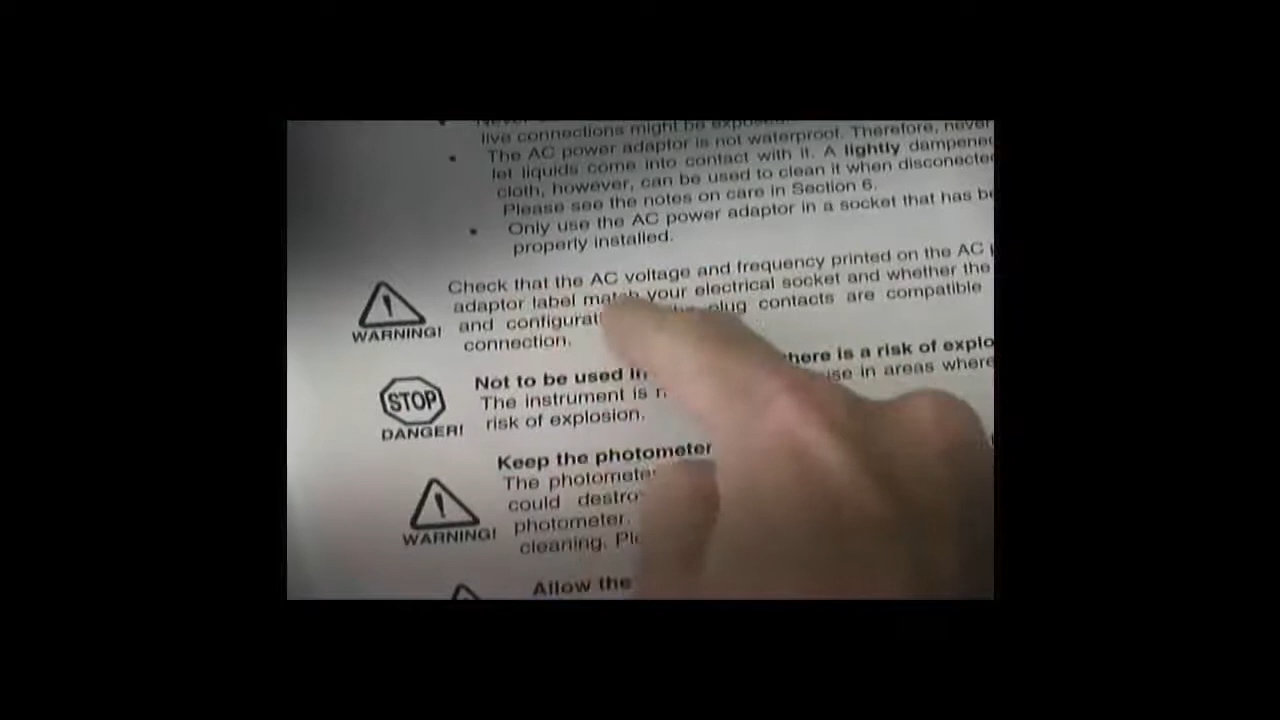 live connections might be exposed.
The AC power adaptor is not waterproof. Therefore, never
let liquids come into contact with it. A lightly dampened
cloth, however, can be used to clean it when disconecte
Please see the notes on care in Section 6.
Only use the AC power adaptor in a socket that has be
properly installed.
Check that the AC voltage and frequency printed on the AC
adaptor label match your electrical socket and whether the
and configurati plug contacts are compatible
connection.
WARNING!
Not to be used in there is a risk of explo
The instrument is in areas where
risk of explosion.
STOP
DANGER!
Keep the photometer
The photometer
could destro
photometer.
cleaning.
WARNING!
Allow the